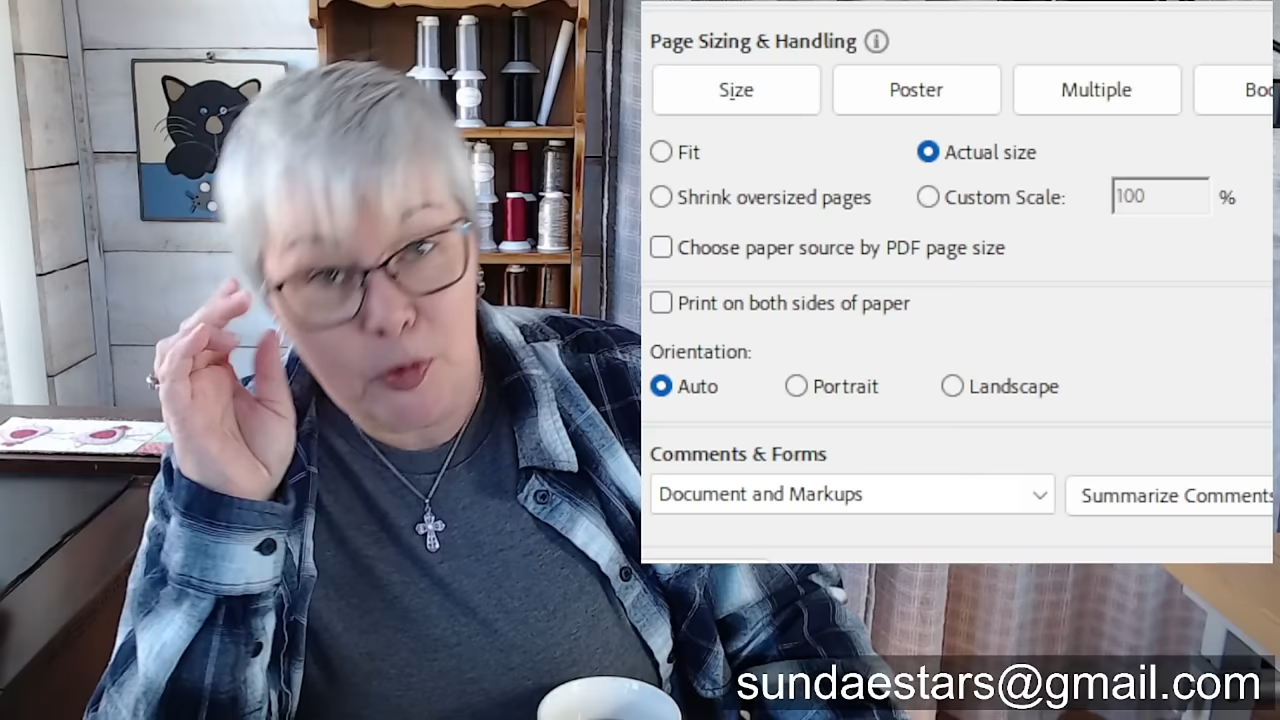 Page Sizing & Handling
Size Poster Multiple
Fit Actual size
Shrink oversized pages Custom Scale: 100 %
Choose paper source by PDF page size
Print on both sides of paper
Orientation:
Auto Portrait Landscape
Comments & Forms
Document and Markups Summarize Comments
sundaestars@gmail.com